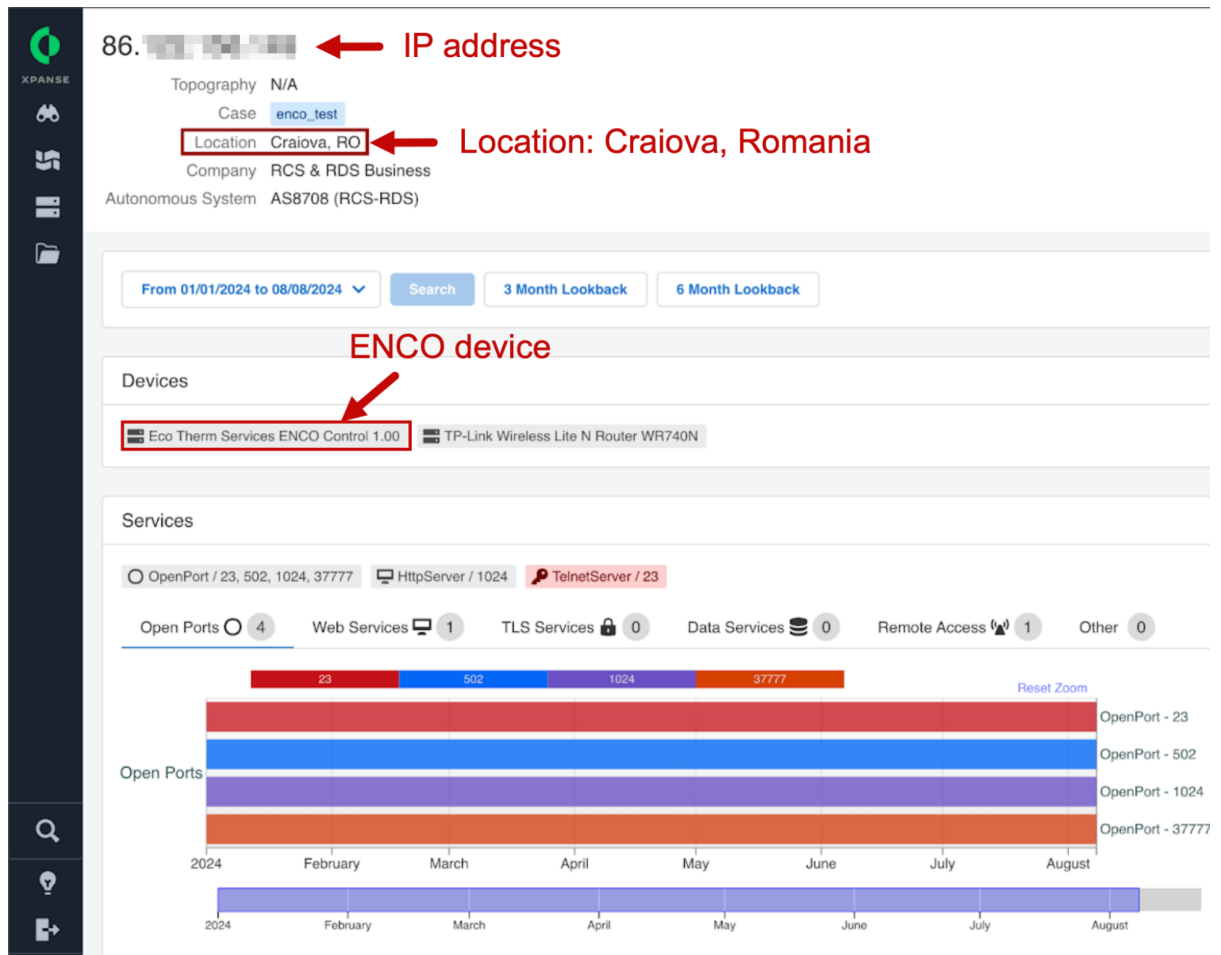 86.
IP address
XPANSE
Topography N/A
Case enco_test
Location Craiova, RO
Location: Craiova, Romania
Company RCS & RDS Business
Autonomous System AS8708 (RCS-RDS)
From 01/01/2024 to 08/08/2024 Search 3 Month Lookback 6 Month Lookback
ENCO device
Devices
Eco Therm Services ENCO Control 1.00 TP-Link Wireless Lite N Router WR740N
Services
OpenPort / 23, 502, 1024, 37777 HttpServer / 1024 TelnetServer / 23
Open Ports 4 Web Services 1 TLS Services 0 Data Services 0 Remote Access 1 Other 0
23 502 1024 37777
Reset Zoom
OpenPort - 23
OpenPort - 502
Open Ports
OpenPort - 1024
OpenPort - 37777
2024 February March April May June July August
2024 February March April May June July August